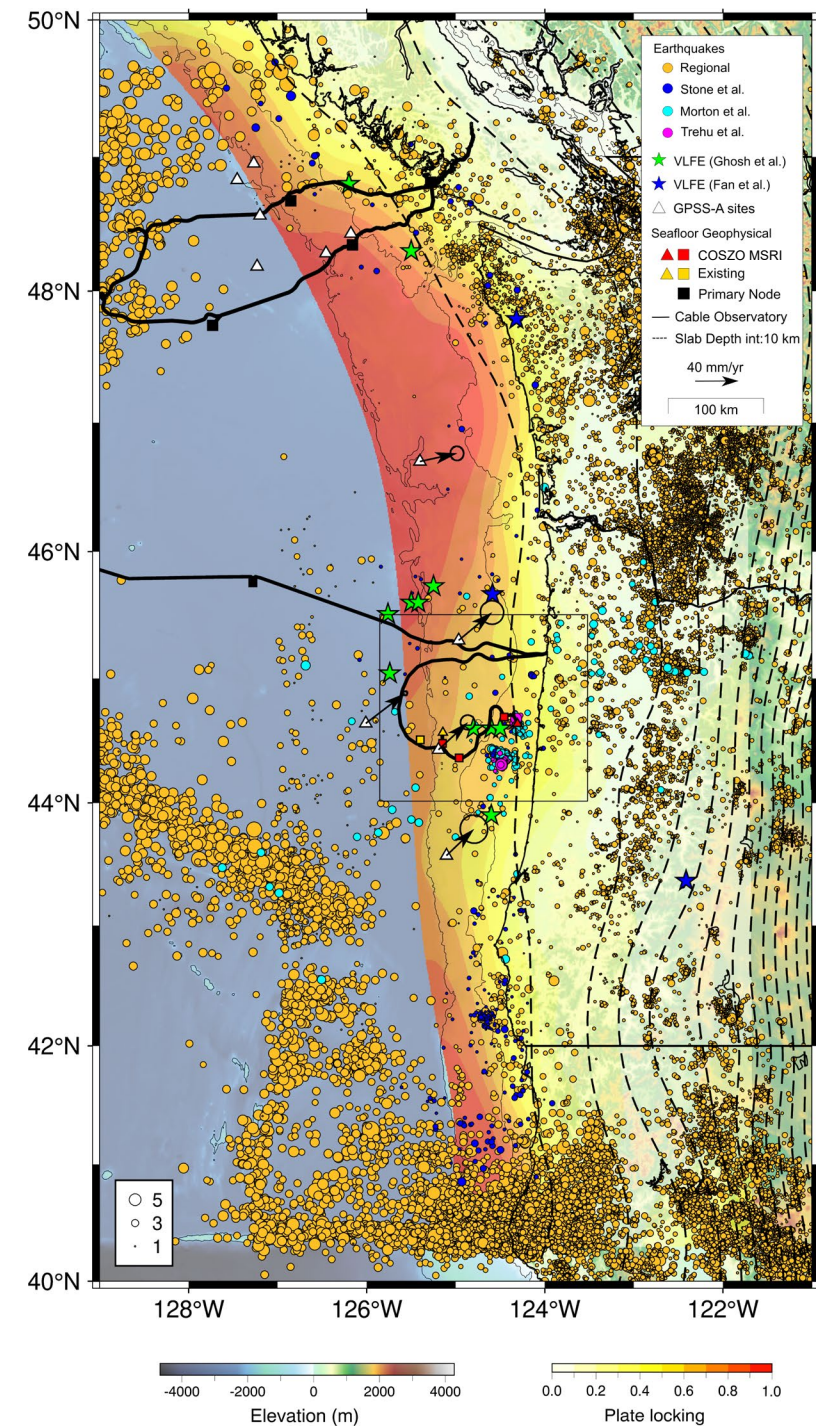 50°N
48°N
46°N
44°N
42°N
40°N
128°W
126°W
124°W
122°W
Earthquakes
Regional
Stone et al.
Morton et al.
Trehu et al.
VLFE (Ghosh et al.)
VLFE (Fan et al.)
GPSS-A sites
Seafloor Geophysical
COSZO MSRI
Existing
Primary Node
Cable Observatory
Slab Depth int:10 km
40 mm/yr
100 km
5
3
1
-4000 -2000 0 2000 4000
Elevation (m)
0.0 0.2 0.4 0.6 0.8 1.0
Plate locking